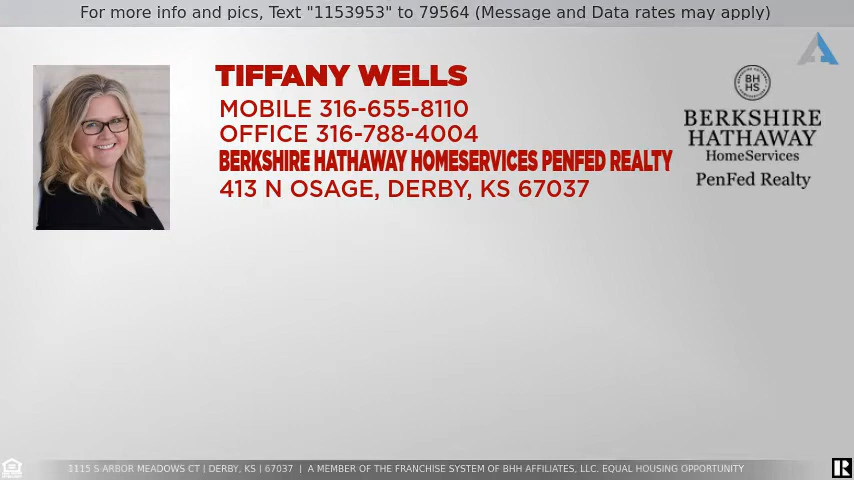 For more info and pics, Text "1153953" to 79564 (Message and Data rates may apply)
TIFFANY WELLS
MOBILE 316-655-8110
OFFICE 316-788-4004
BERKSHIRE HATHAWAY HOMESERVICES PENFED REALTY
413 N OSAGE, DERBY, KS 67037
BH
HS
BERKSHIRE
HATHAWAY
HomeServices
PenFed Realty
1115 S ARBOR MEADOWS CT | DERBY, KS | 67037 | A MEMBER OF THE FRANCHISE SYSTEM OF BHH AFFILIATES, LLC. EQUAL HOUSING OPPORTUNITY